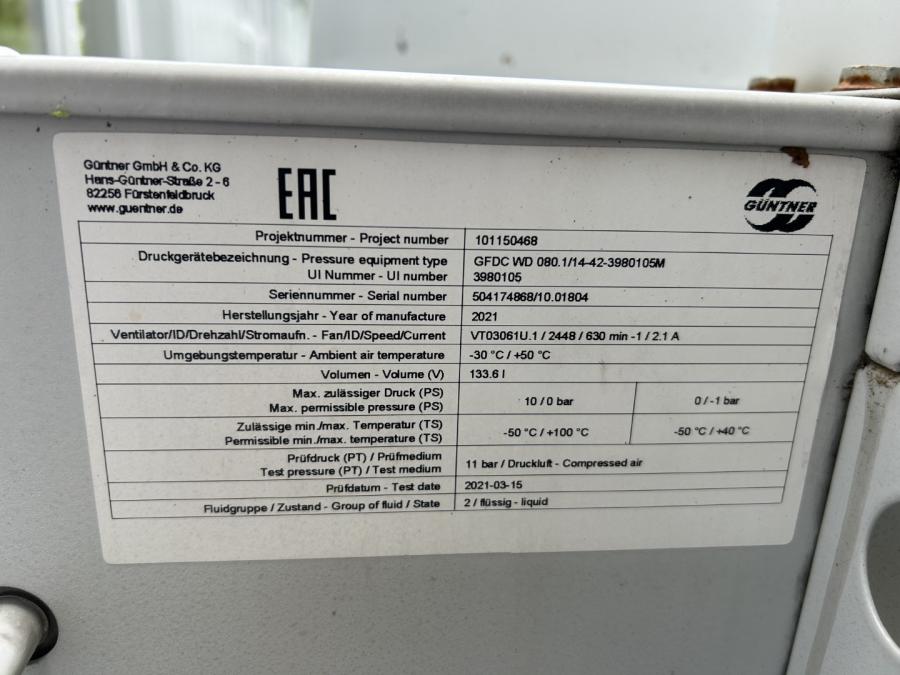 Güntner GmbH & Co. KG
Hans-Güntner-Straße 2 - 6
82256 Fürstenfeldbruck
www.guentner.de
EAC
GÜNTNER
Projektnummer - Project number 101150468
Druckgerätebezeichnung - Pressure equipment type GFDC WD 080.1/14-42-3980105M
UI Nummer - UI number 3980105
Seriennummer - Serial number 504174868/10.01804
Herstellungsjahr - Year of manufacture 2021
Ventilator/ID/Drehzahl/Stromaufn. - Fan/ID/Speed/Current VT03061U.1 / 2448 / 630 min -1 / 2.1 A
Umgebungstemperatur - Ambient air temperature -30 °C / +50 °C
Volumen - Volume (V) 133.6 l
Max. zulässiger Druck (PS)
Max. permissible pressure (PS) 10 / 0 bar 0 / -1 bar
Zulässige min./max. Temperatur (TS)
Permissible min./max. temperature (TS) -50 °C / +100 °C -50 °C / +40 °C
Prüfdruck (PT) / Prüfmedium
Test pressure (PT) / Test medium 11 bar / Druckluft - Compressed air
Prüfdatum - Test date 2021-03-15
Fluidgruppe / Zustand - Group of fluid / State 2 / flüssig - liquid